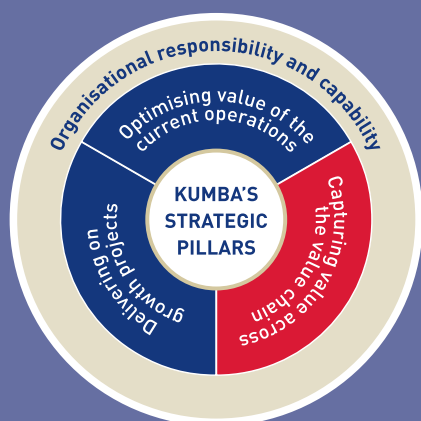 Organisational responsibility and capability
Optimising value of the
current operations
Capturing value across
the value chain
Delivering on
growth projects
KUMBA'S
STRATEGIC
PILLARS